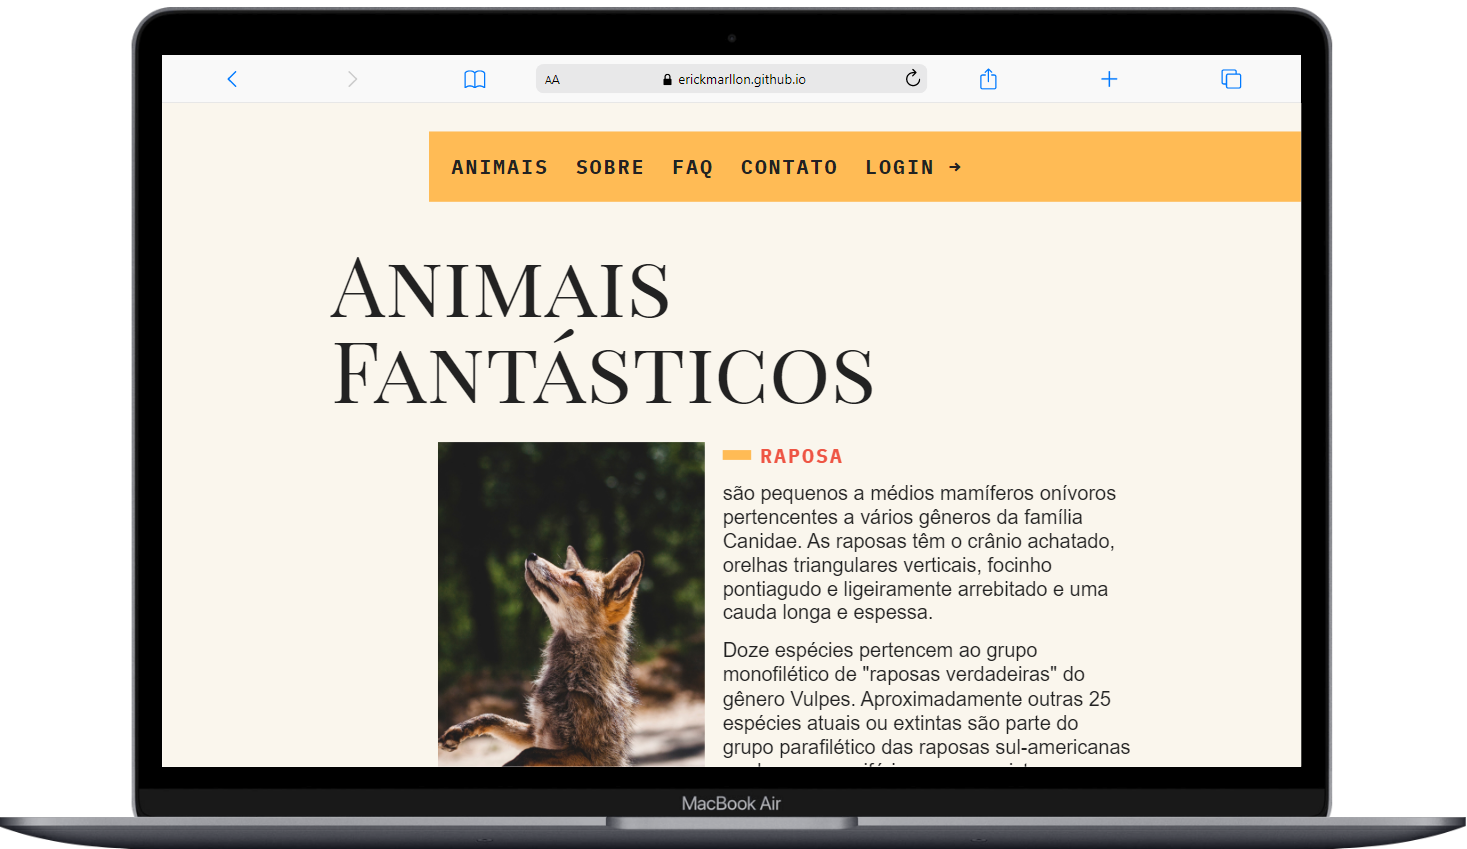 AA
erickmarllon.github.io
ANIMAIS SOBRE FAQ CONTATO LOGIN →
ANIMAIS
FANTÁSTICOS
RAPOSA
são pequenos a médios mamíferos onívoros
pertencentes a vários gêneros da família
Canidae. As raposas têm o crânio achatado,
orelhas triangulares verticais, focinho
pontiagudo e ligeiramente arrebitado e uma
cauda longa e espessa.
Doze espécies pertencem ao grupo
monofilético de "raposas verdadeiras" do
gênero Vulpes. Aproximadamente outras 25
espécies atuais ou extintas são parte do
grupo parafilético das raposas sul-americanas
MacBook Air